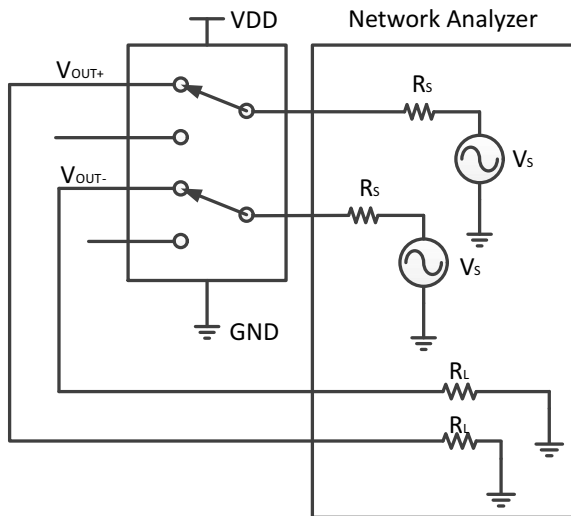 Network Analyzer
VDD
VOUT+
RS
VS
VOUT-
RS
VS
GND
RL
RL